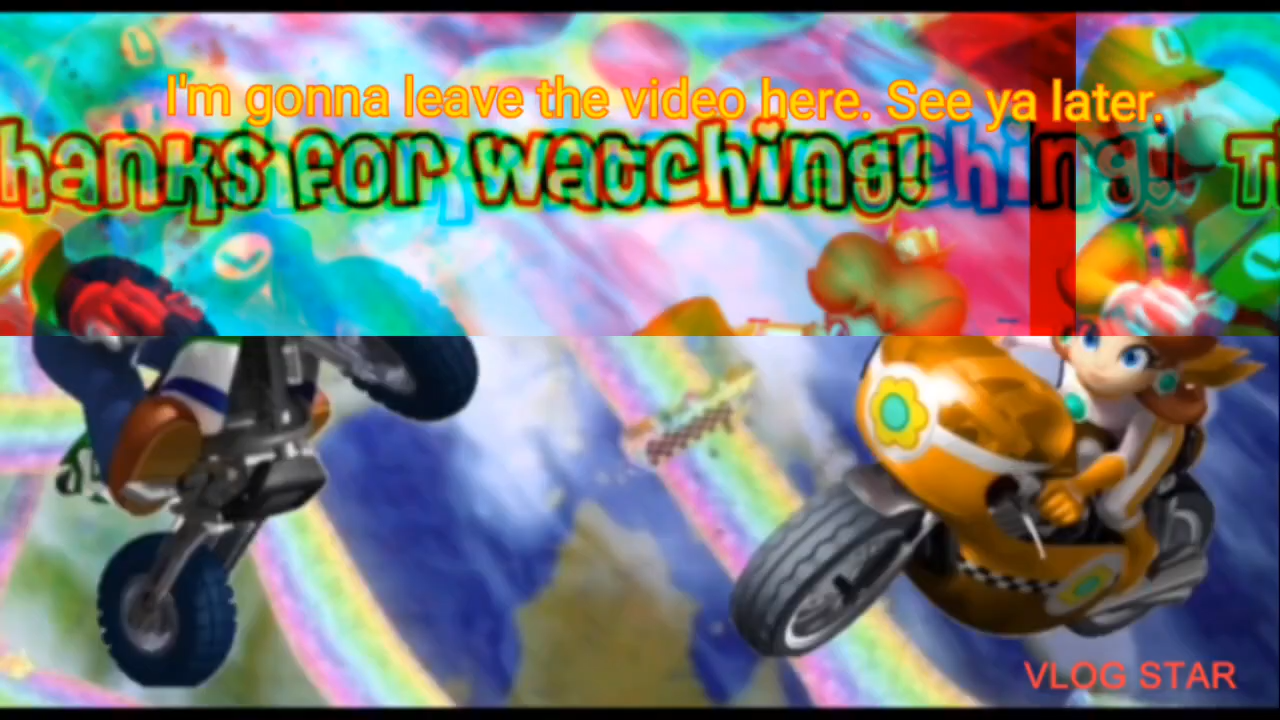 I'm gonna leave the video here. See ya later.
hanks for watching!
VLOG STAR